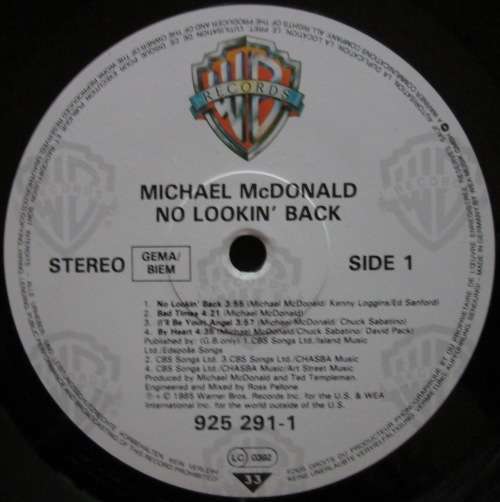 WB
RECORDS
MICHAEL McDONALD
NO LOOKIN' BACK
STEREO
GEMA/
BIEM
SIDE 1
1. No Lookin' Back 3:55 (Michael McDonald/ Kenny Loggins/Ed Sanford)
2. Bad Times 4:21 (Michael McDonald)
3. (I'll Be Your) Angel 3:57 (Michael McDonald/ Chuck Sabatino)
4. By Heart 4:35 (Michael McDonald/Chuck Sabatino/ David Pack)
Published by: (G.B.only) 1.CBS Songs Ltd./Island Music
Ltd./Edspolle Songs
2. CBS Songs Ltd. 3.CBS Songs Ltd./CHASBA Music
4. CBS Songs Ltd./CHASBA Music/Art Street Music
Produced by Michael McDonald and Ted Templeman.
Engineered and Mixed by Ross Pallone
℗ + © 1985 Warner Bros. Records Inc. for the U.S. & WEA
International Inc. for the world outside of the U.S.
925 291-1
LC 0392
33